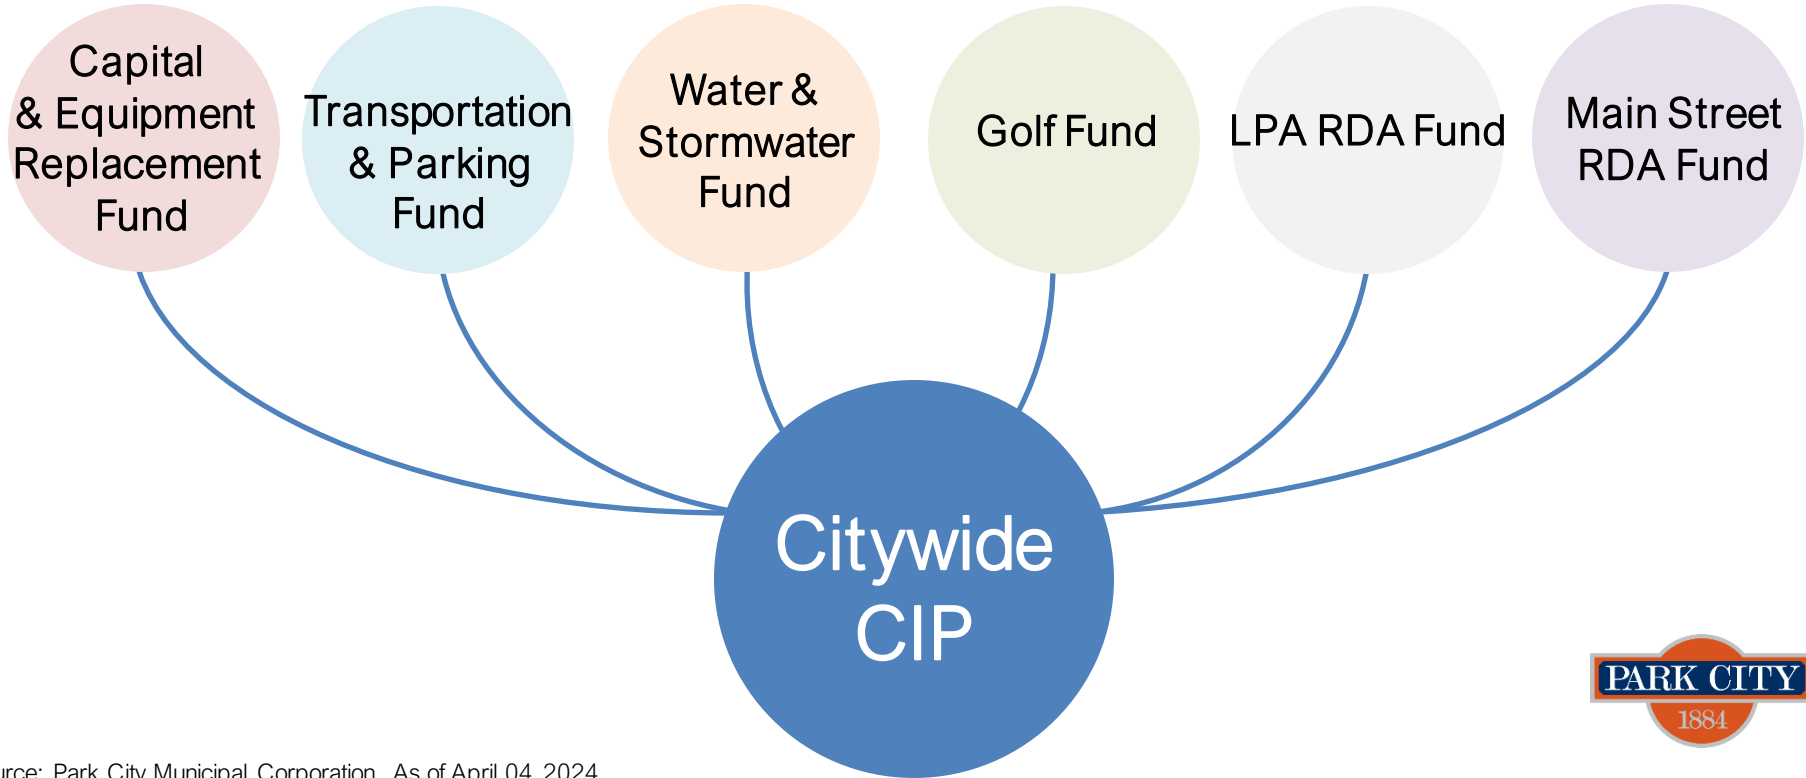 Capital
& Equipment
Replacement
Fund
Transportation
& Parking
Fund
Water &
Stormwater
Fund
Golf Fund
LPA RDA Fund
Main Street
RDA Fund
Citywide
CIP
PARK CITY
1884
urce: Park City Municipal Corporation. As of April 04, 2024